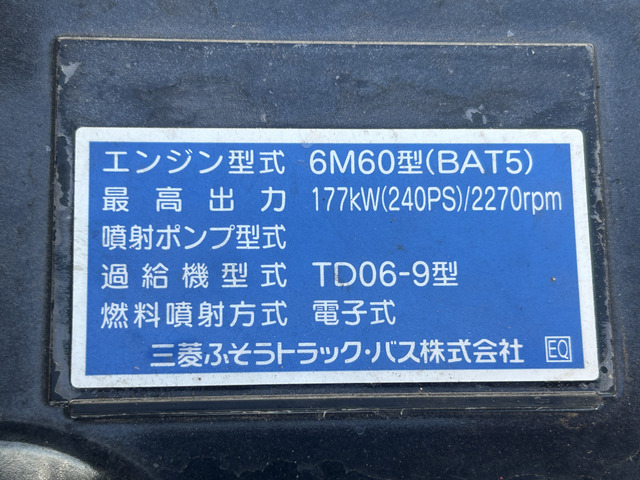 エンジン型式 6M60型(BAT5)
最高出力 177kW(240PS)/2270rpm
噴射ポンプ型式
過給機型式 TD06-9型
燃料噴射方式 電子式
三菱ふそうトラック・バス株式会社 EQ